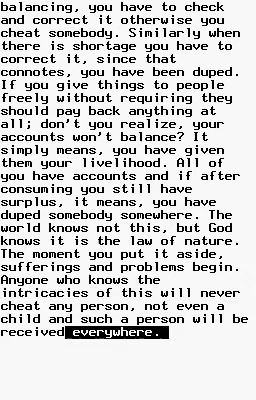 balancing, you have to check
and correct it otherwise you
cheat somebody. Similarly when
there is shortage you have to
correct it, since that
connotes, you have been duped.
If you give things to people
freely without requiring they
should pay back anything at
all; don't you realize, your
accounts won't balance? It
simply means, you have given
them your livelihood. All of
you have accounts and if after
consuming you still have
surplus, it means, you have
duped somebody somewhere. The
world knows not this, but God
knows it is the law of nature.
The moment you put it aside,
sufferings and problems begin.
Anyone who knows the
intricacies of this will never
cheat any person, not even a
child and such a person will be
received everywhere.